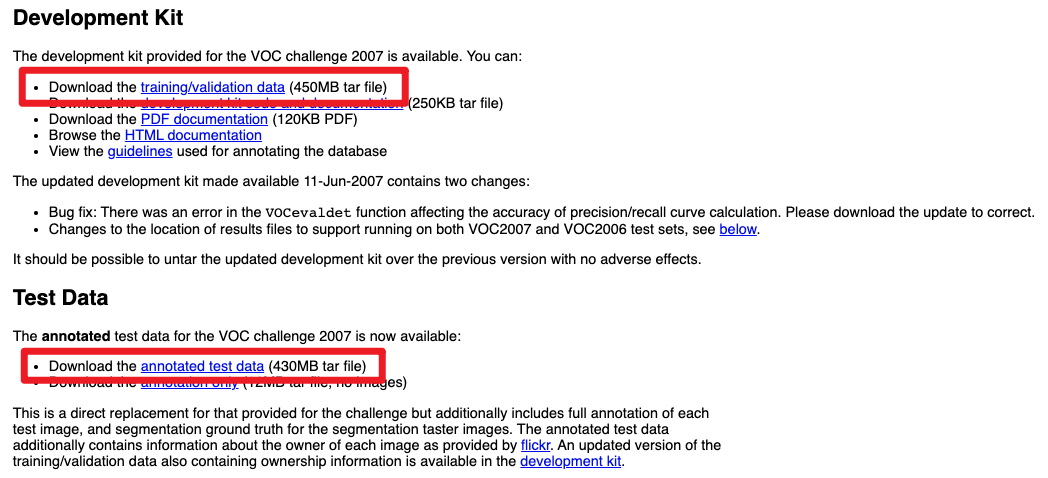 Development Kit
The development kit provided for the VOC challenge 2007 is available. You can:
• Download the training/validation data (450MB tar file)
• Download the development kit code and documentation (250KB tar file)
• Download the PDF documentation (120KB PDF)
• Browse the HTML documentation
• View the guidelines used for annotating the database
The updated development kit made available 11-Jun-2007 contains two changes:
• Bug fix: There was an error in the VOCevaldet function affecting the accuracy of precision/recall curve calculation. Please download the update to correct.
• Changes to the location of results files to support running on both VOC2007 and VOC2006 test sets, see below.
It should be possible to untar the updated development kit over the previous version with no adverse effects.
Test Data
The annotated test data for the VOC challenge 2007 is now available:
• Download the annotated test data (430MB tar file)
• Download the annotation only (12MB tar file, no images)
This is a direct replacement for that provided for the challenge but additionally includes full annotation of each
test image, and segmentation ground truth for the segmentation taster images. The annotated test data
additionally contains information about the owner of each image as provided by flickr. An updated version of the
training/validation data also containing ownership information is available in the development kit.